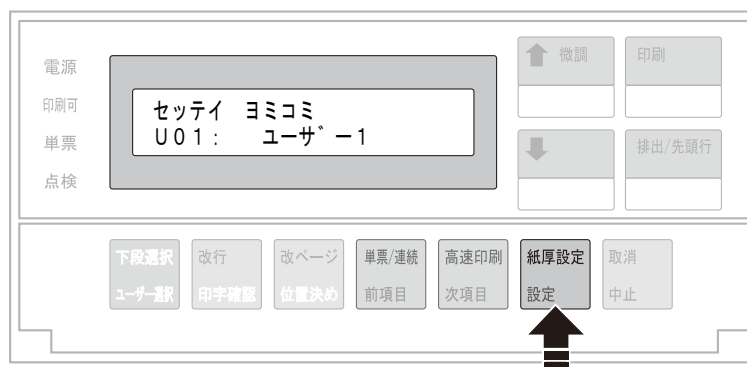 電源
印刷可
単票
点検
セッテイ ヨミコミ
U01: ユーザー1
微調
印刷
排出/先頭行
下段選択
ユーザー選択
改行
印字確認
改ページ
位置決め
単票/連続
前項目
高速印刷
次項目
紙厚設定
設定
取消
中止